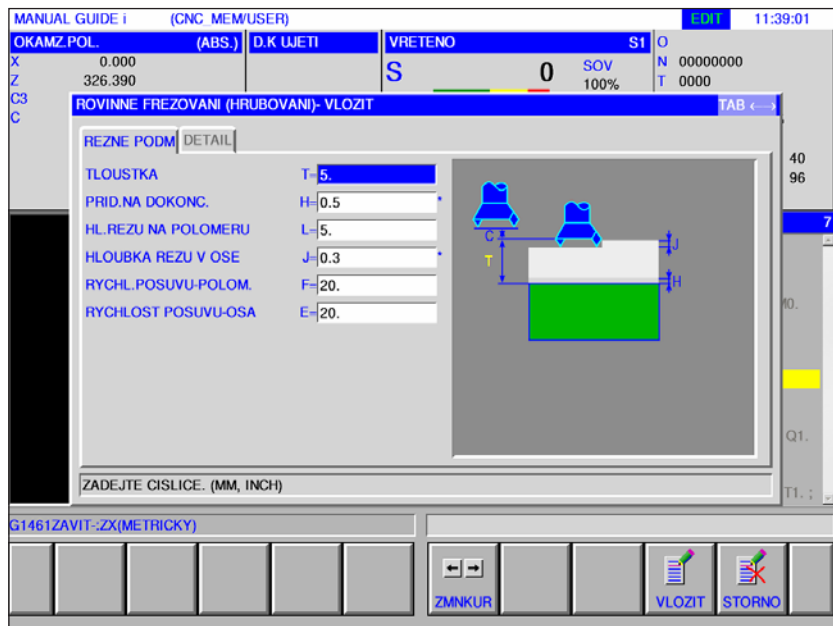 MANUAL GUIDE i (CNC_MEM/USER) EDIT 11:39:01
OKAMZ.POL. (ABS.) D.K UJETI VRETENO S1 O
X 0.000
Z 326.390
C3
C
S 0 SOV 100%
N 00000000
T 0000
ROVINNE FREZOVANI (HRUBOVANI)- VLOZIT TAB
REZNE PODM DETAIL
TLOUSTKA T=5.
PRID.NA DOKONC. H=0.5 *
HL.REZU NA POLOMERU L=5.
HLOUBKA REZU V OSE J=0.3 *
RYCHL.POSUVU-POLOM. F=20.
RYCHLOST POSUVU-OSA E=20.
C
T
J
H
40
96
7
M0.
Q1.
T1. ;
ZADEJTE CISLICE. (MM, INCH)
G1461ZAVIT-:ZX(METRICKY)
ZMNKUR VLOZIT STORNO